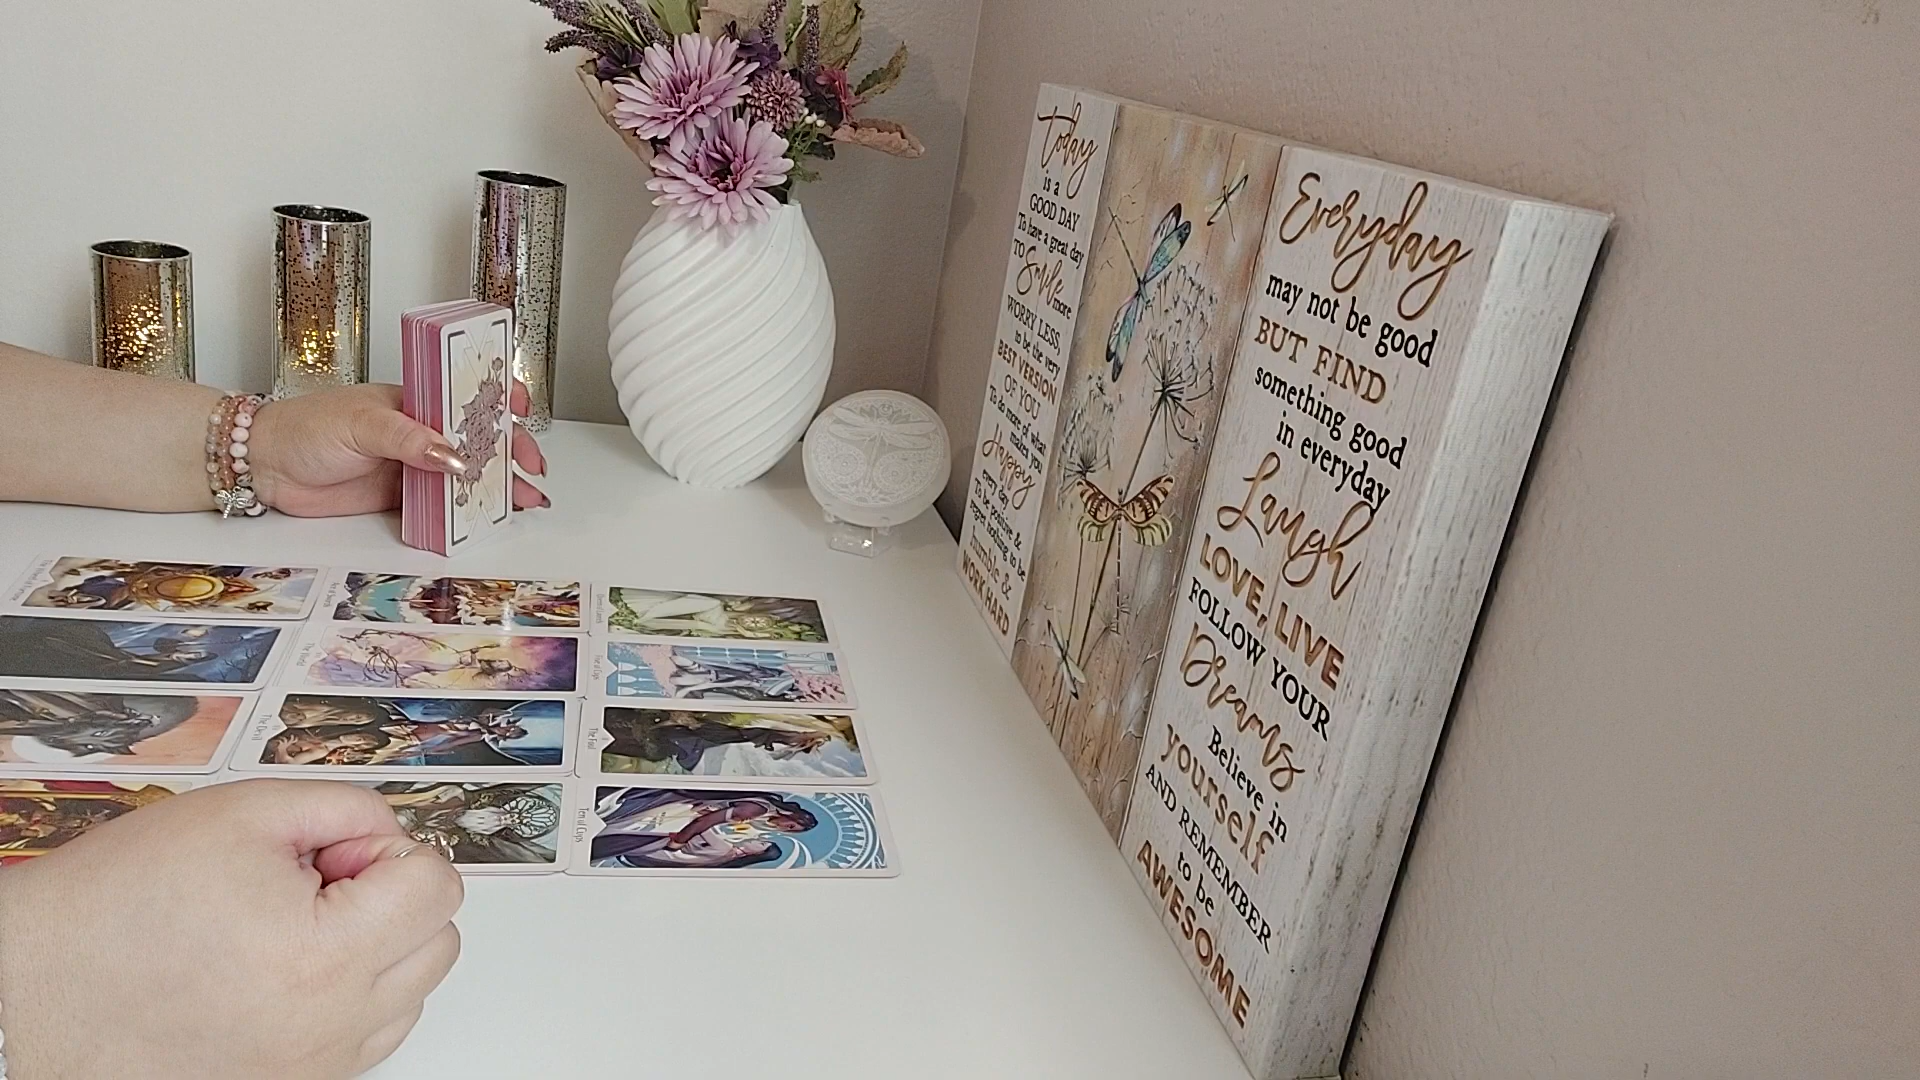 Today
is a
GOOD DAY
To have a great day
TO Smile more
WORRY LESS,
to be the very
BEST VERSION
OF YOU
To do more of what
makes you
Happy
every day
To be positive &
regret nothing to be
humble &
WORK HARD
Everyday
may not be good
BUT FIND
something good
in everyday
Laugh
LOVE, LIVE
FOLLOW YOUR
Dreams
Believe in
yourself
AND REMEMBER
to be
AWESOME
The World
The Devil
The Fool
Ten of Cups